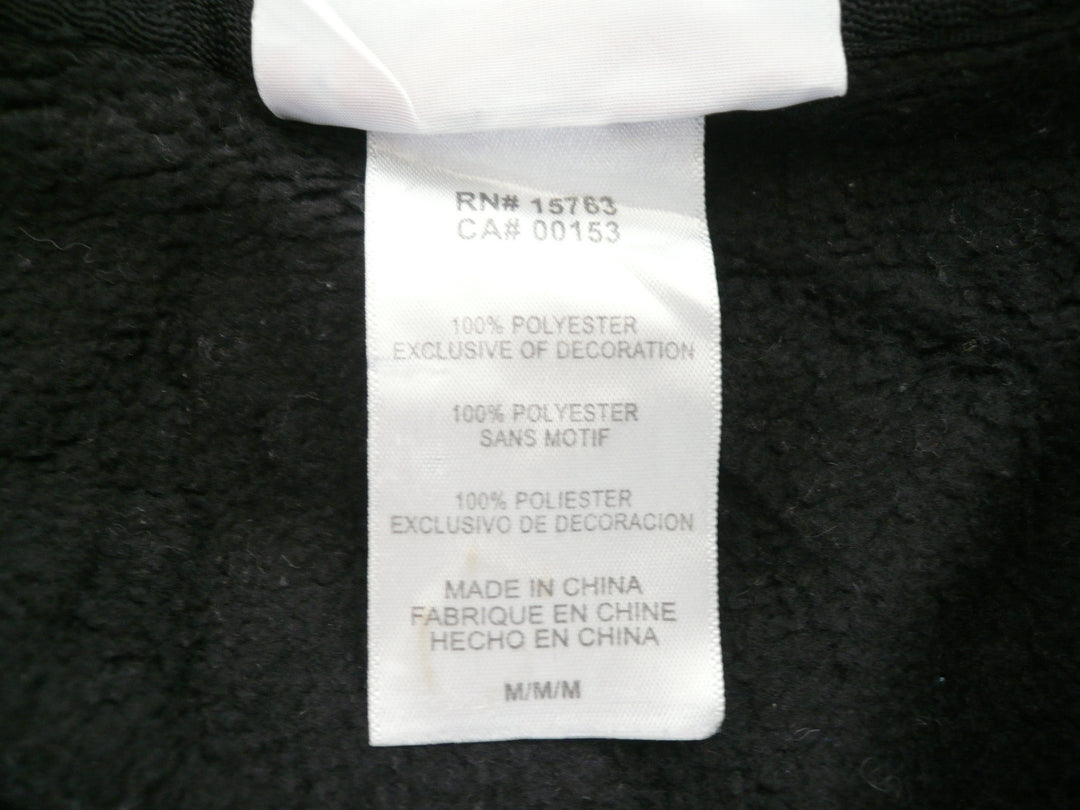 RN# 15763
CA# 00153
100% POLYESTER
EXCLUSIVE OF DECORATION
100% POLYESTER
SANS MOTIF
100% POLIESTER
EXCLUSIVO DE DECORACION
MADE IN CHINA
FABRIQUE EN CHINE
HECHO EN CHINA
M/M/M